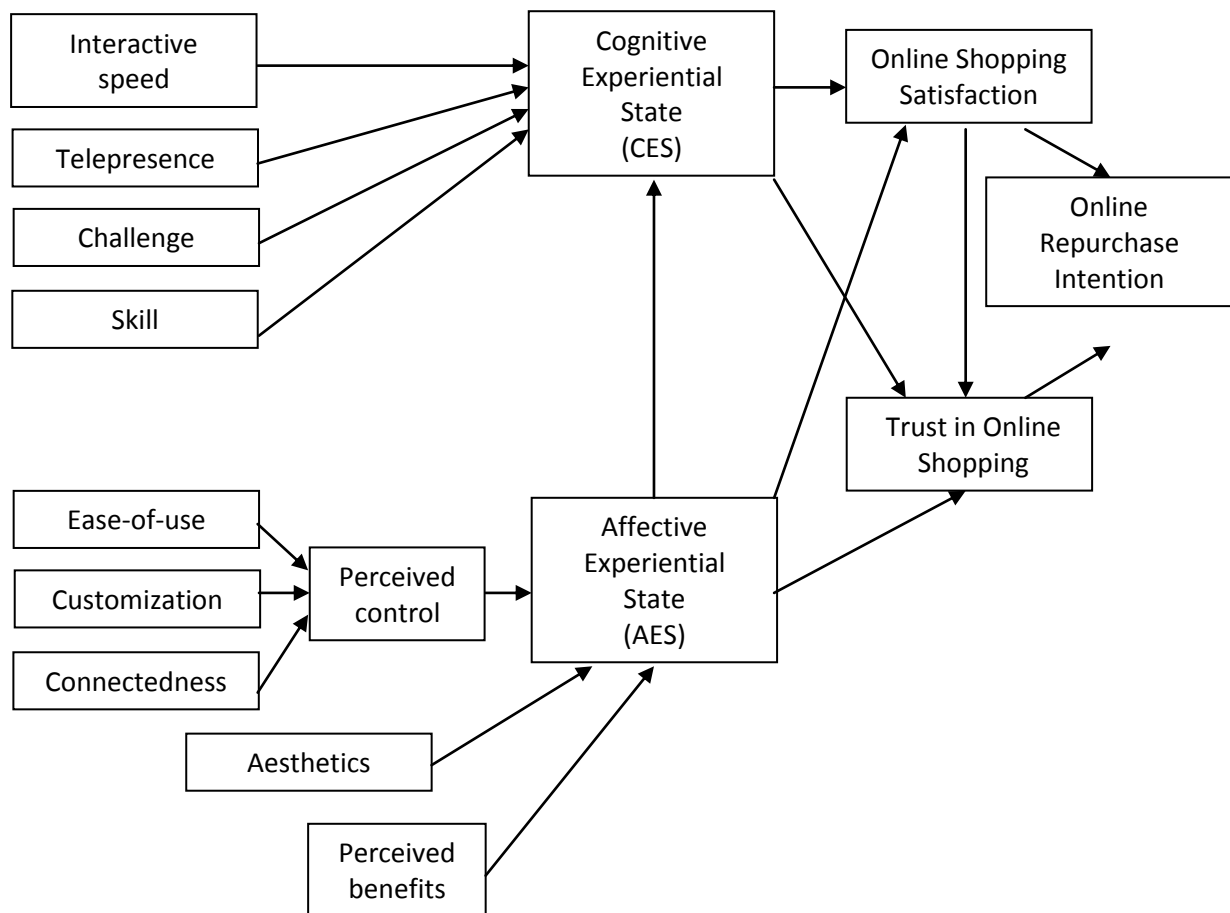 Interactive
speed
Telepresence
Challenge
Skill
Cognitive
Experiential
State
(CES)
Online Shopping
Satisfaction
Online
Repurchase
Intention
Trust in Online
Shopping
Ease-of-use
Customization
Connectedness
Perceived
control
Affective
Experiential
State
(AES)
Aesthetics
Perceived
benefits